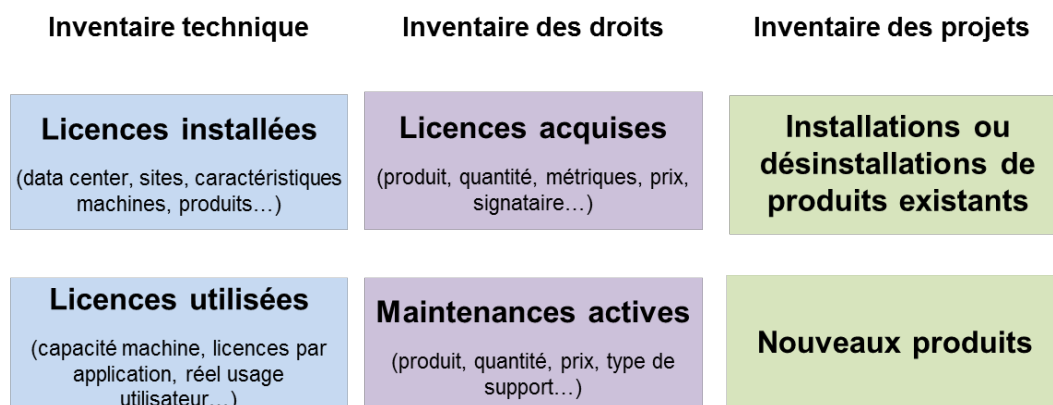 Inventaire technique
Inventaire des droits
Inventaire des projets
Licences installées
(data center, sites, caractéristiques
machines, produits…)
Licences acquises
(produit, quantité, métriques, prix,
signataire…)
Installations ou
désinstallations de
produits existants
Licences utilisées
(capacité machine, licences par
application, réel usage
utilisateur…)
Maintenances actives
(produit, quantité, prix, type de
support…)
Nouveaux produits